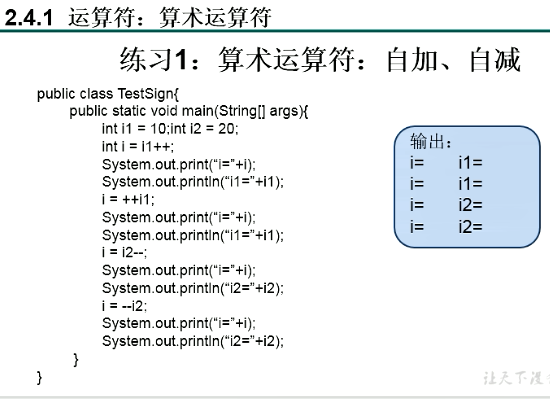 2.4.1 运算符：算术运算符
练习1：算术运算符：自加、自减
public class TestSign{
public static void main(String[] args){
int i1 = 10;int i2 = 20;
int i = i1++;
System.out.print(“i=”+i);
System.out.println(“i1=”+i1);
i = ++i1;
System.out.print(“i=”+i);
System.out.println(“i1=”+i1);
i = i2--;
System.out.print(“i=”+i);
System.out.println(“i2=”+i2);
i = --i2;
System.out.print(“i=”+i);
System.out.println(“i2=”+i2);
}
}
输出：
i= i1=
i= i1=
i= i2=
i= i2=
让天下没